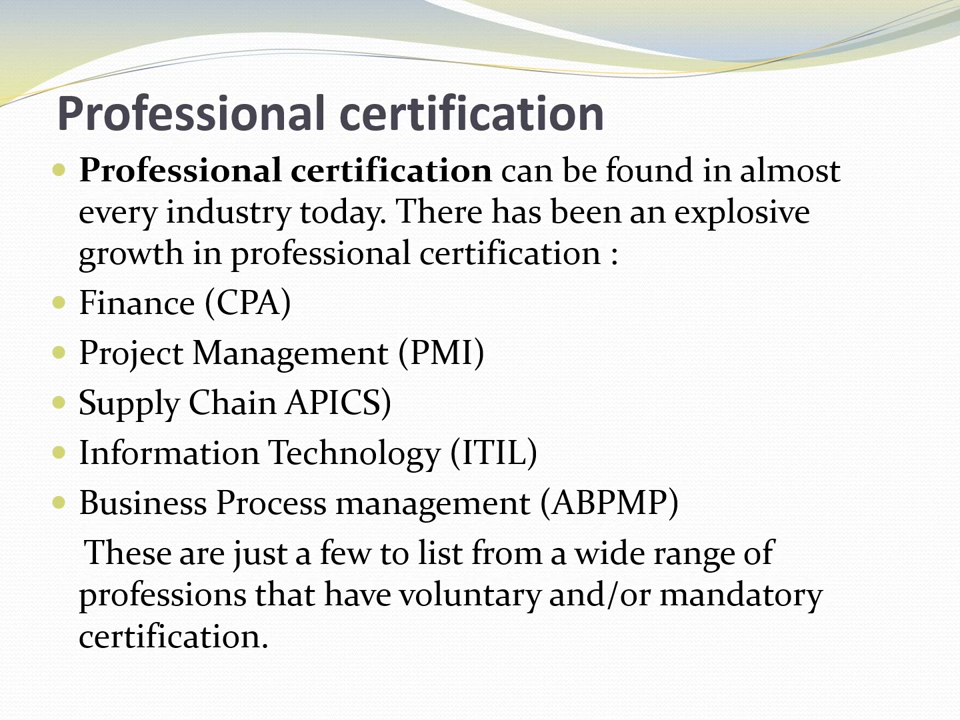 Professional certification
Professional certification can be found in almost
every industry today. There has been an explosive
growth in professional certification :
Finance (CPA)
Project Management (PMI)
Supply Chain APICS)
Information Technology (ITIL)
Business Process management (ABPMP)
These are just a few to list from a wide range of
professions that have voluntary and/or mandatory
certification.